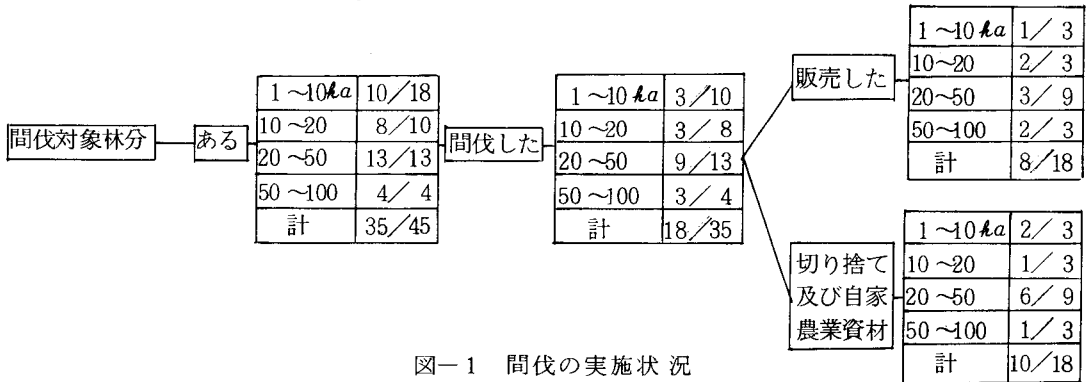 間伐対象林分
ある
1～10ha 10/18
10～20 8/10
20～50 13/13
50～100 4/4
計 35/45
間伐した
1～10ha 3/10
10～20 3/8
20～50 9/13
50～100 3/4
計 18/35
販売した
1～10ha 1/3
10～20 2/3
20～50 3/9
50～100 2/3
計 8/18
切り捨て
及び自家
農業資材
1～10ha 2/3
10～20 1/3
20～50 6/9
50～100 1/3
計 10/18
図－1 間伐の実施状況